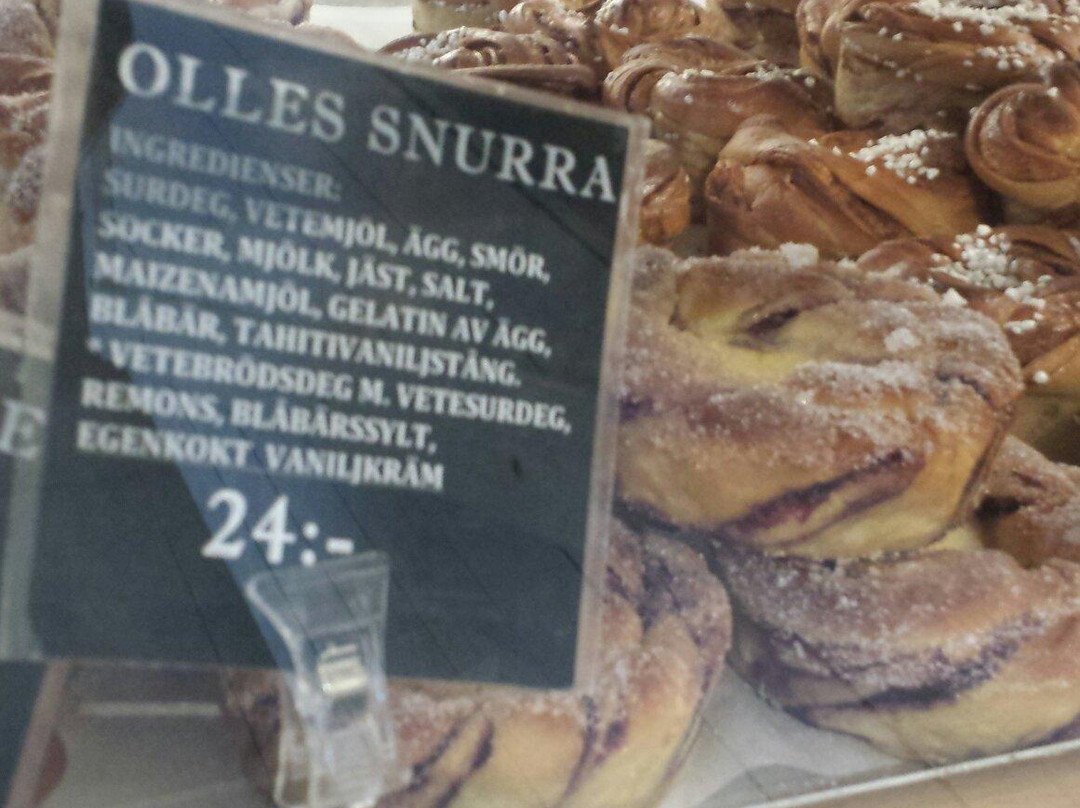 OLLES SNURRA
INGREDIENSER:
SURDEG, VETEMJÖL, ÄGG, SMÖR,
SOCKER, MJÖLK, JÄST, SALT,
MAIZENAMJÖL, GELATIN AV ÄGG,
BLÅBÄR, TAHITIVANILJSTÅNG.
* VETEBRÖDSDEG M. VETESURDEG,
REMONS, BLÅBÄRSSYLT,
EGENKOKT VANILJKRÄM
24:-
E